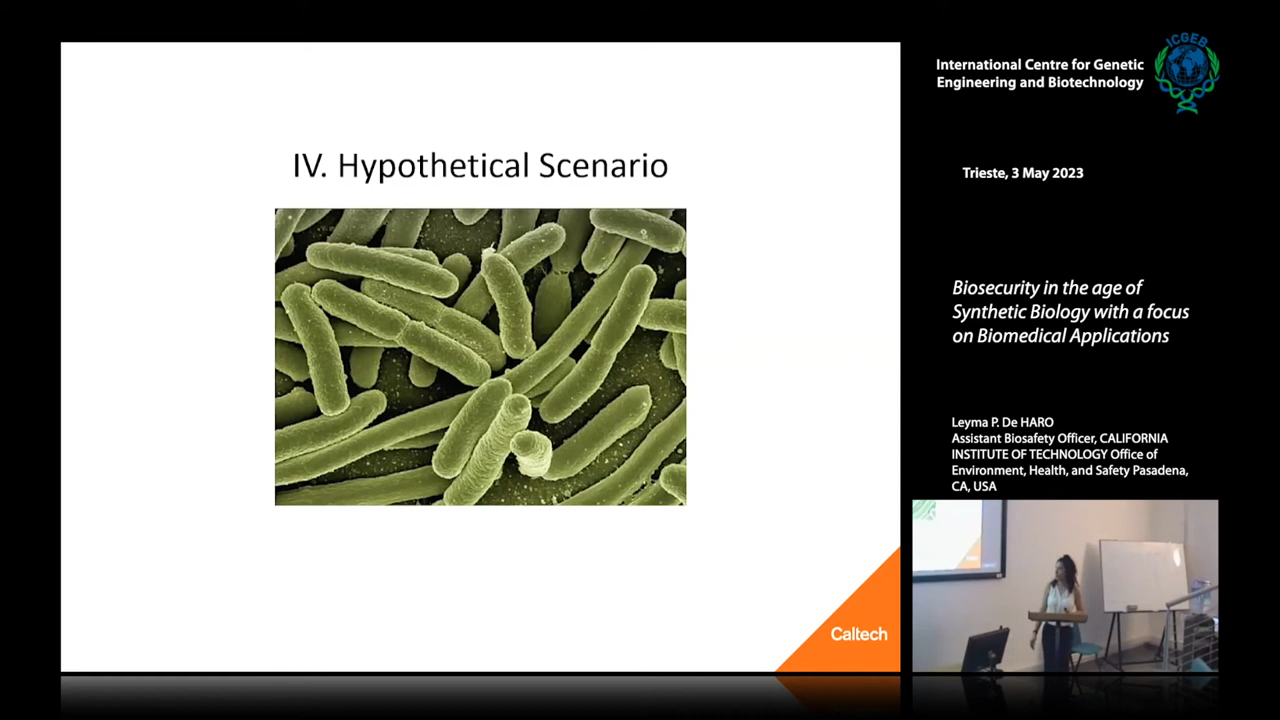 IV. Hypothetical Scenario
Caltech
International Centre for Genetic
Engineering and Biotechnology
ICGEB
Trieste, 3 May 2023
Biosecurity in the age of
Synthetic Biology with a focus
on Biomedical Applications
Leyma P. De HARO
Assistant Biosafety Officer, CALIFORNIA
INSTITUTE OF TECHNOLOGY Office of
Environment, Health, and Safety Pasadena,
CA, USA